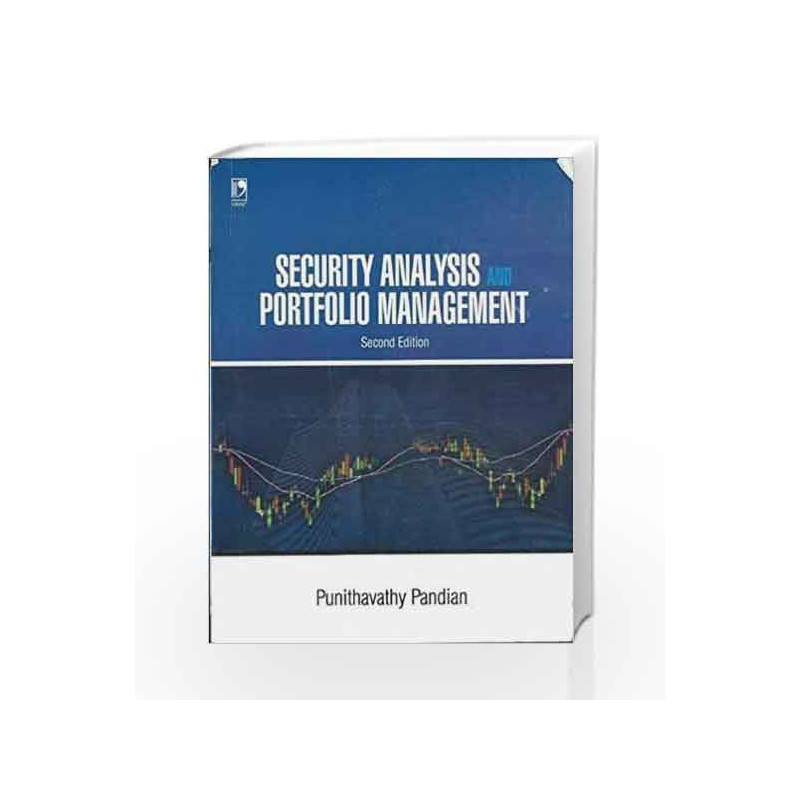 SECURITY ANALYSIS AND
PORTFOLIO MANAGEMENT
Second Edition
Punithavathy Pandian